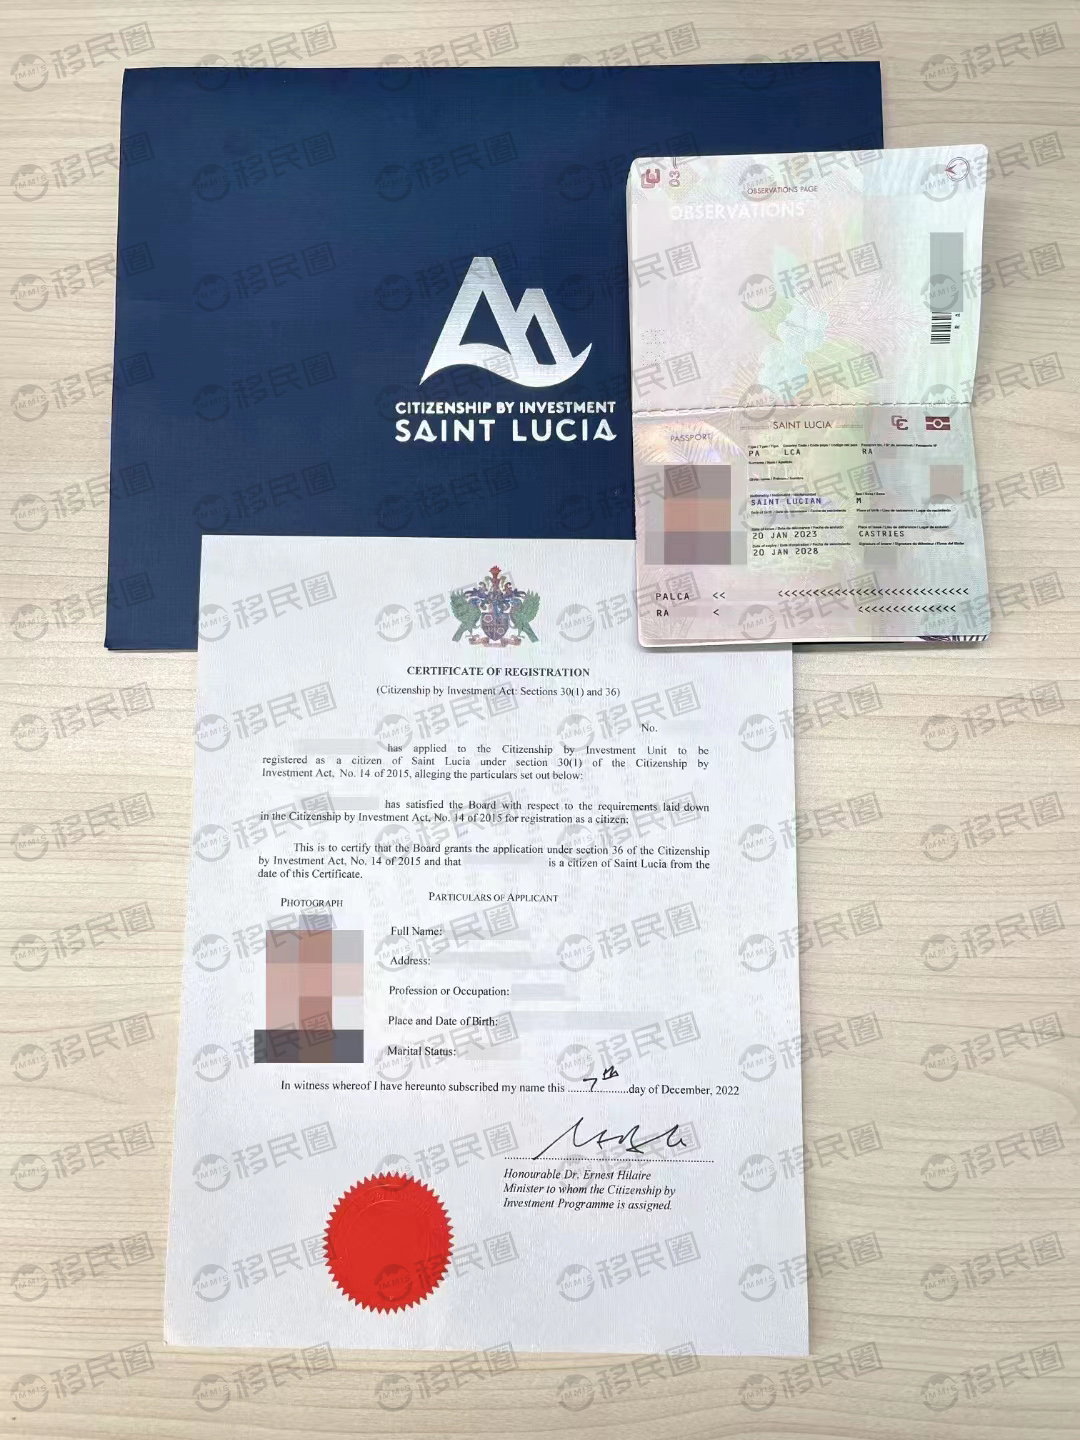 CITIZENSHIP BY INVESTMENT
SAINT LUCIA
03
OBSERVATIONS PAGE
OBSERVATIONS
PASSPORT
SAINT LUCIA
PA LCA RA
SAINT LUCIAN M
20 JAN 2023 CASTRIES
20 JAN 2028
PALCA << <<<<<<<<<<<<<<<<<<<<<<<<<<<<
RA < <<<<<<<<<<<<<<
CERTIFICATE OF REGISTRATION
(Citizenship by Investment Act: Sections 30(1) and 36)
No.
has applied to the Citizenship by Investment Unit to be
registered as a citizen of Saint Lucia under section 30(1) of the Citizenship by
Investment Act, No. 14 of 2015, alleging the particulars set out below:
has satisfied the Board with respect to the requirements laid down
in the Citizenship by Investment Act, No. 14 of 2015 for registration as a citizen:
This is to certify that the Board grants the application under section 36 of the Citizenship
by Investment Act, No. 14 of 2015 and that is a citizen of Saint Lucia from the
date of this Certificate.
PHOTOGRAPH
PARTICULARS OF APPLICANT
Full Name:
Address:
Profession or Occupation:
Place and Date of Birth:
Marital Status:
In witness whereof I have hereunto subscribed my name this ......7th......day of December, 2022
Honourable Dr. Ernest Hilaire
Minister to whom the Citizenship by
Investment Programme is assigned.
IMMIS 移民圈